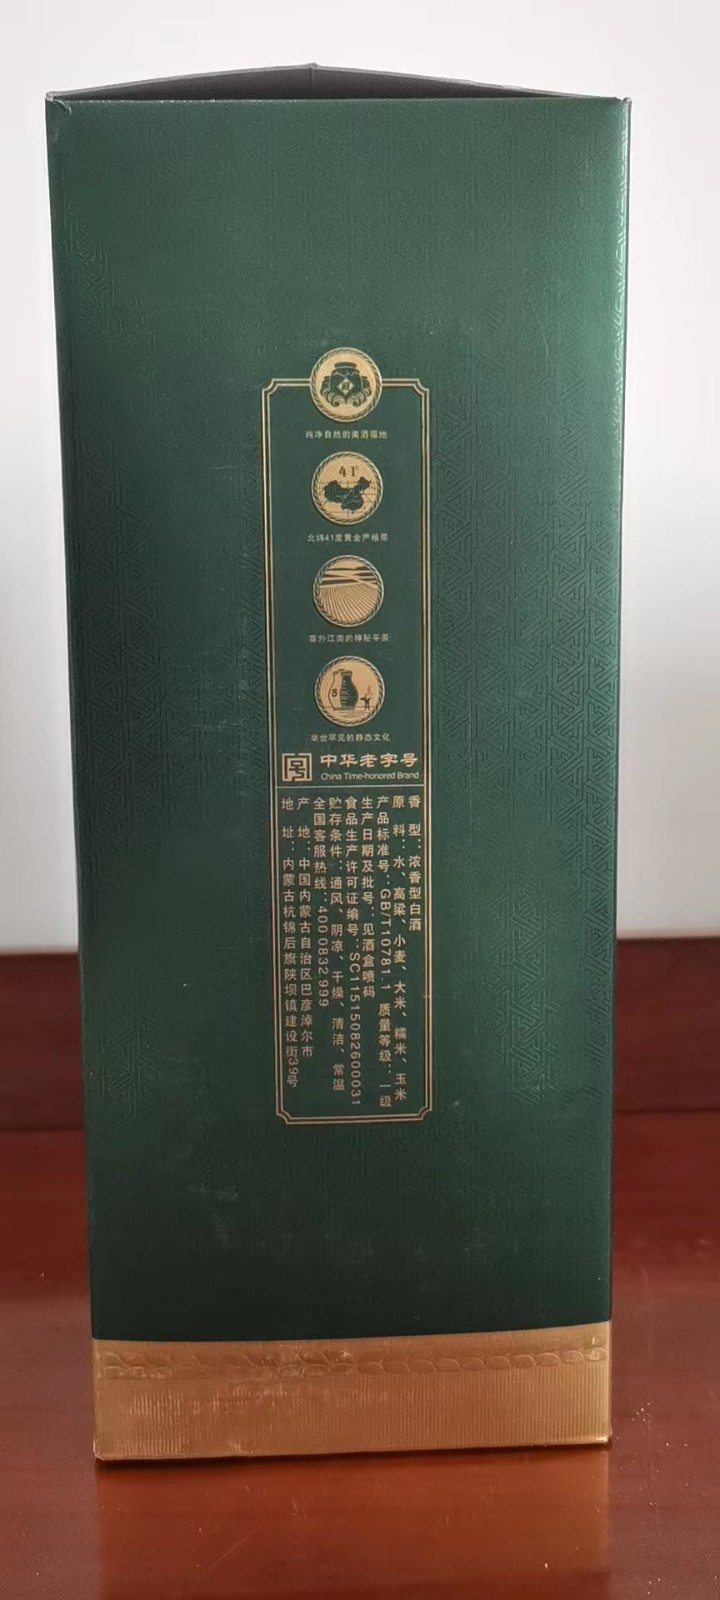 纯净自然的离酒福地
41°
北纬41度黄金产粮带
塞外江南的神秘平原
举世罕见的静态文化
中华老字号
China Time-honored Brand
香 型：浓香型白酒
原 料：水、高粱、小麦、大米、糯米、玉米
产品标准号：GB/T10781.1 质量等级：一级
生产日期及批号：见酒盒喷码
食品生产许可证编号：SC11515082600031
贮存条件：通风、阴凉、干燥、清洁、常温
全国客服热线：4000832999
产 地：中国内蒙古自治区巴彦淖尔市
地 址：内蒙古杭锦后旗陕坝镇建设街39号